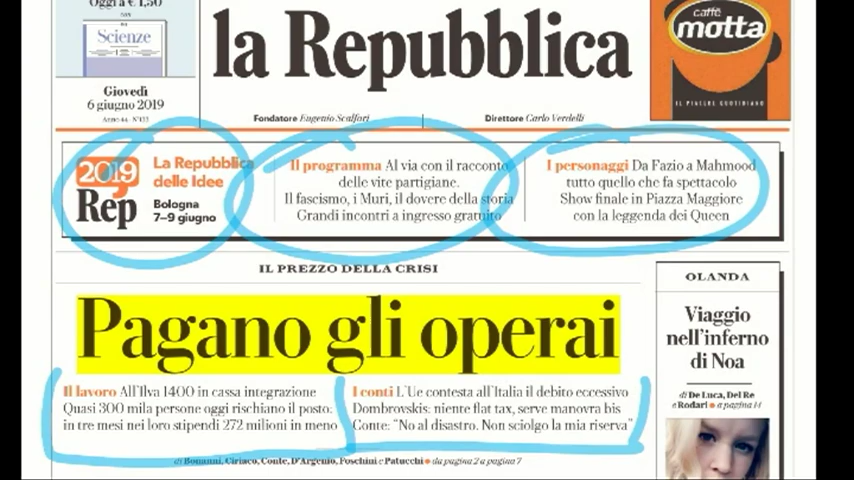 Oggi a € 1,50
con
Scienze
Giovedì
6 giugno 2019
Anno 44 - N°133
la Repubblica
Fondatore Eugenio Scalfari
Direttore Carlo Verdelli
caffè
motta
IL PIACERE QUOTIDIANO
2019
Rep
La Repubblica
delle Idee
Bologna
7-9 giugno
Il programma Al via con il racconto
delle vite partigiane.
Il fascismo, i Muri, il dovere della storia
Grandi incontri a ingresso gratuito
I personaggi Da Fazio a Mahmood
tutto quello che fa spettacolo
Show finale in Piazza Maggiore
con la leggenda dei Queen
IL PREZZO DELLA CRISI
Pagano gli operai
Il lavoro All'Ilva 1400 in cassa integrazione
Quasi 300 mila persone oggi rischiano il posto:
in tre mesi nei loro stipendi 272 milioni in meno
I conti L'Ue contesta all'Italia il debito eccessivo
Dombrovskis: niente flat tax, serve manovra bis
Conte: "No al disastro. Non sciolgo la mia riserva"
di Bonanni, Ciriaco, Conte, D'Argenio, Foschini e Patucchi ● da pagina 2 a pagina 7
OLANDA
Viaggio
nell'inferno
di Noa
di De Luca, Del Re
e Rodari ● a pagina 14